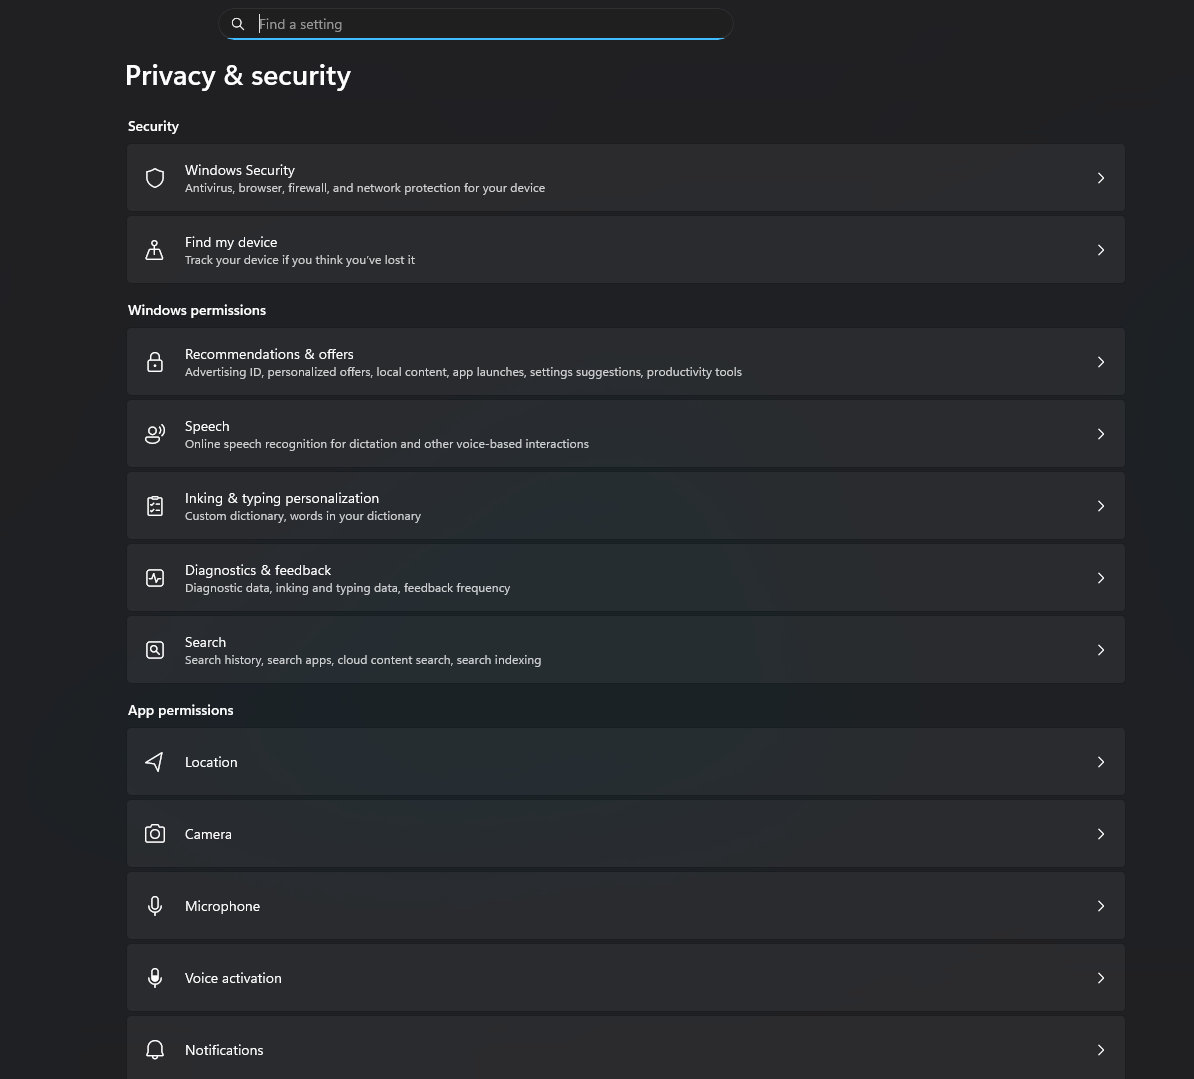 Find a setting
Privacy & security
Security
Windows Security
Antivirus, browser, firewall, and network protection for your device
Find my device
Track your device if you think you've lost it
Windows permissions
Recommendations & offers
Advertising ID, personalized offers, local content, app launches, settings suggestions, productivity tools
Speech
Online speech recognition for dictation and other voice-based interactions
Inking & typing personalization
Custom dictionary, words in your dictionary
Diagnostics & feedback
Diagnostic data, inking and typing data, feedback frequency
Search
Search history, search apps, cloud content search, search indexing
App permissions
Location
Camera
Microphone
Voice activation
Notifications